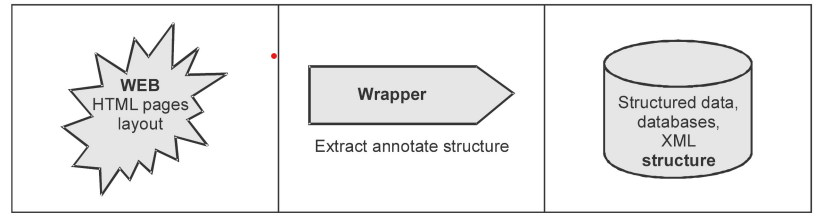 WEB
HTML pages
layout
Wrapper
Extract annotate structure
Structured data,
databases,
XML
structure